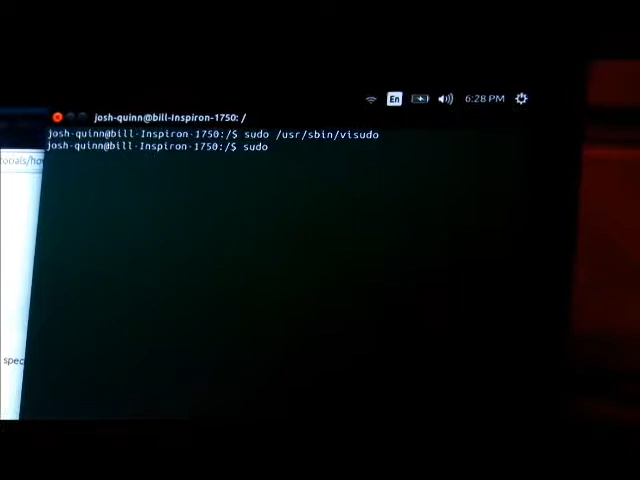 En
6:28 PM
josh-quinn@bill-Inspiron-1750: /
josh-quinn@bill-Inspiron-1750:/$ sudo /usr/sbin/visudo
josh-quinn@bill-Inspiron-1750:/$ sudo
spec